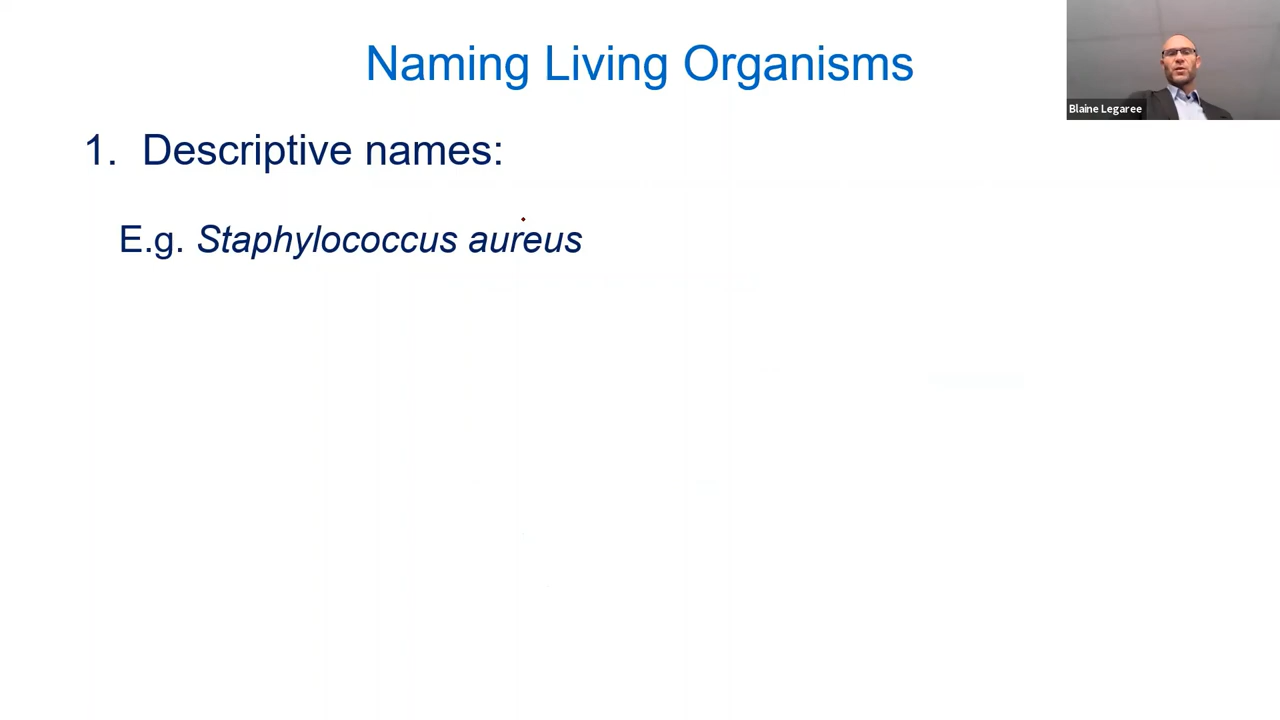 Naming Living Organisms
Blaine Legaree
1. Descriptive names:
E.g. Staphylococcus aureus